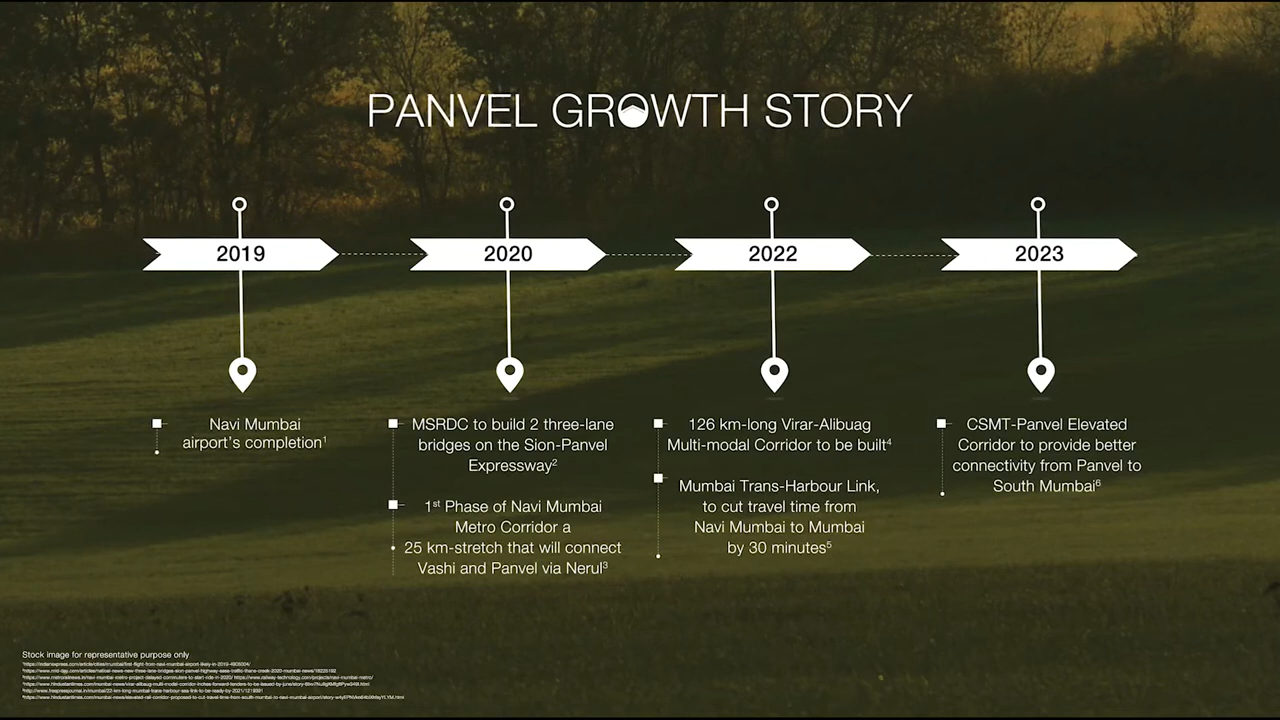 PANVEL GROWTH STORY
2019
2020
2022
2023
Navi Mumbai
airport's completion¹
MSRDC to build 2 three-lane
bridges on the Sion-Panvel
Expressway²
1st Phase of Navi Mumbai
Metro Corridor a
25 km-stretch that will connect
Vashi and Panvel via Nerul³
126 km-long Virar-Alibuag
Multi-modal Corridor to be built⁴
Mumbai Trans-Harbour Link,
to cut travel time from
Navi Mumbai to Mumbai
by 30 minutes⁵
CSMT-Panvel Elevated
Corridor to provide better
connectivity from Panvel to
South Mumbai⁶
Stock image for representative purpose only